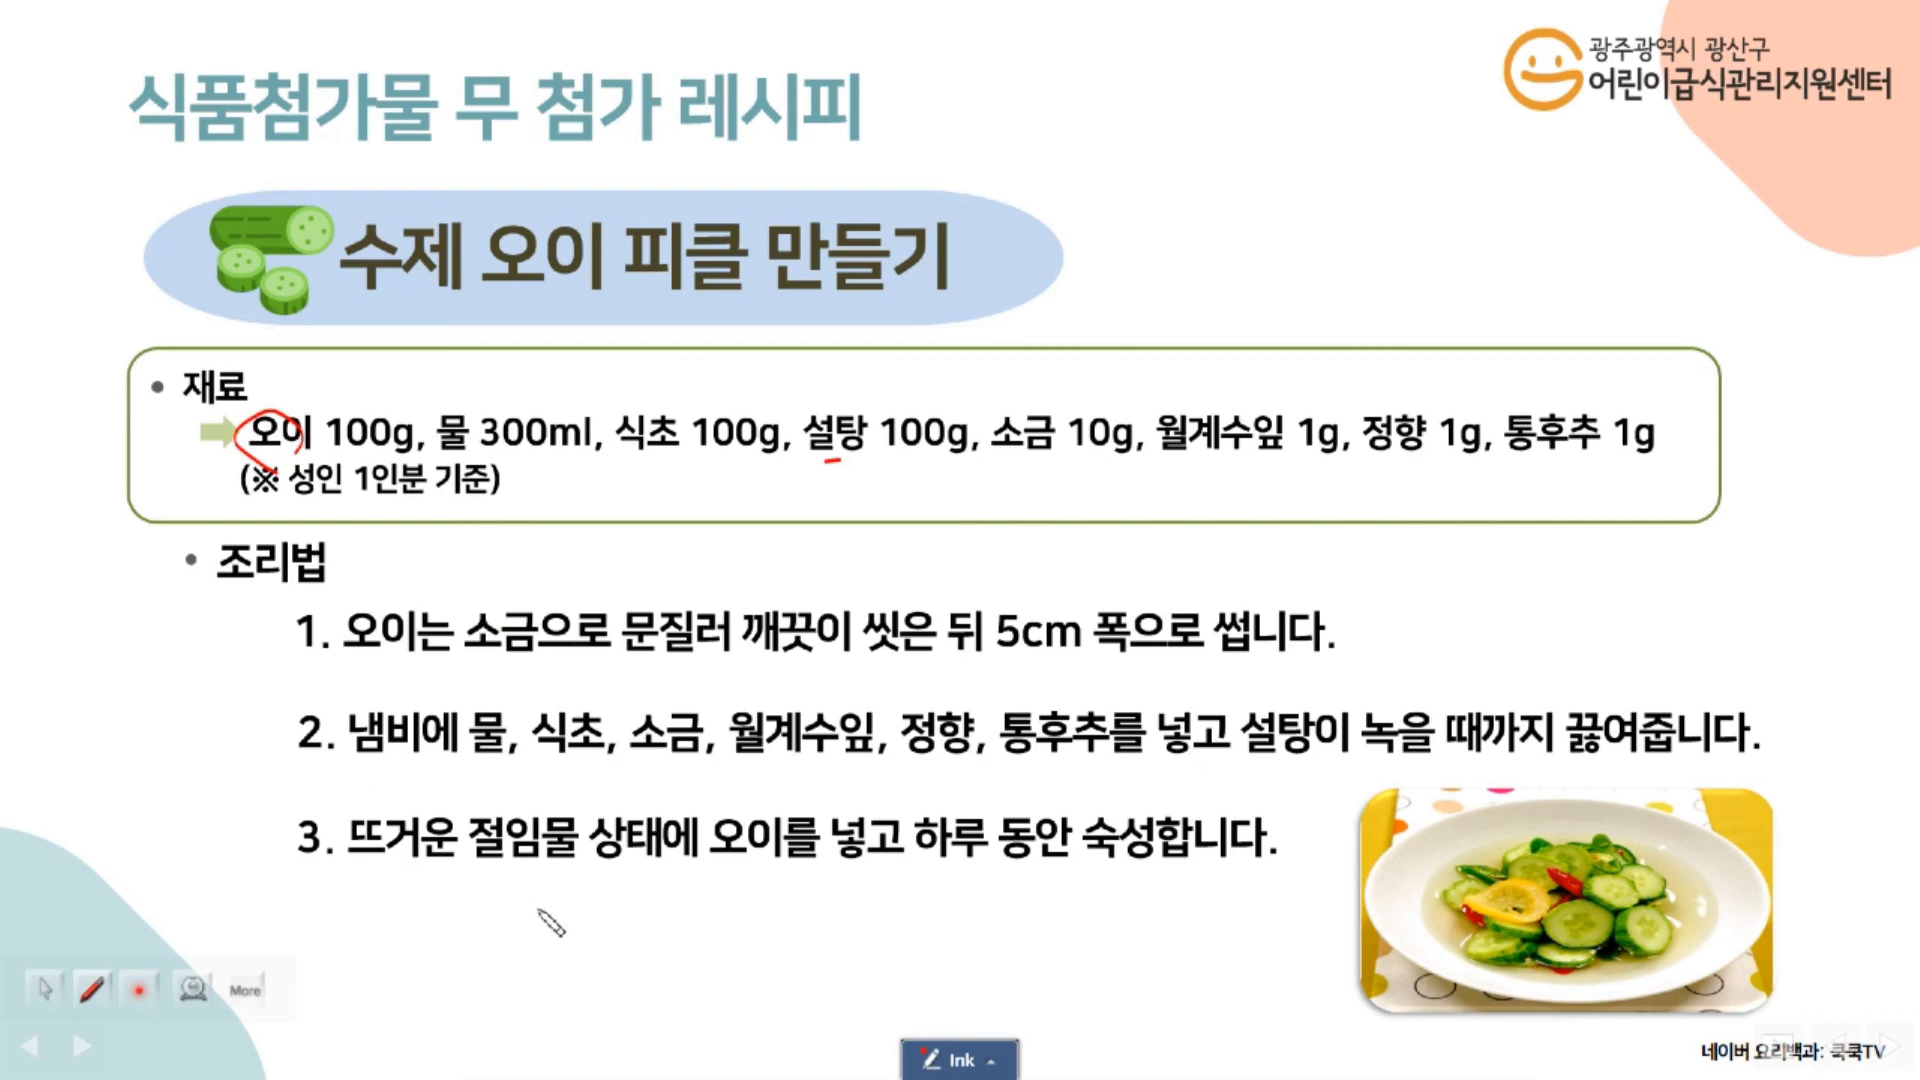 광주광역시 광산구
어린이급식관리지원센터
식품첨가물 무 첨가 레시피
수제 오이 피클 만들기
• 재료
오이 100g, 물 300ml, 식초 100g, 설탕 100g, 소금 10g, 월계수잎 1g, 정향 1g, 통후추 1g
(※ 성인 1인분 기준)
• 조리법
1. 오이는 소금으로 문질러 깨끗이 씻은 뒤 5cm 폭으로 썹니다.
2. 냄비에 물, 식초, 소금, 월계수잎, 정향, 통후추를 넣고 설탕이 녹을 때까지 끓여줍니다.
3. 뜨거운 절임물 상태에 오이를 넣고 하루 동안 숙성합니다.
More
Ink
네이버 요리백과: 쿡쿡TV